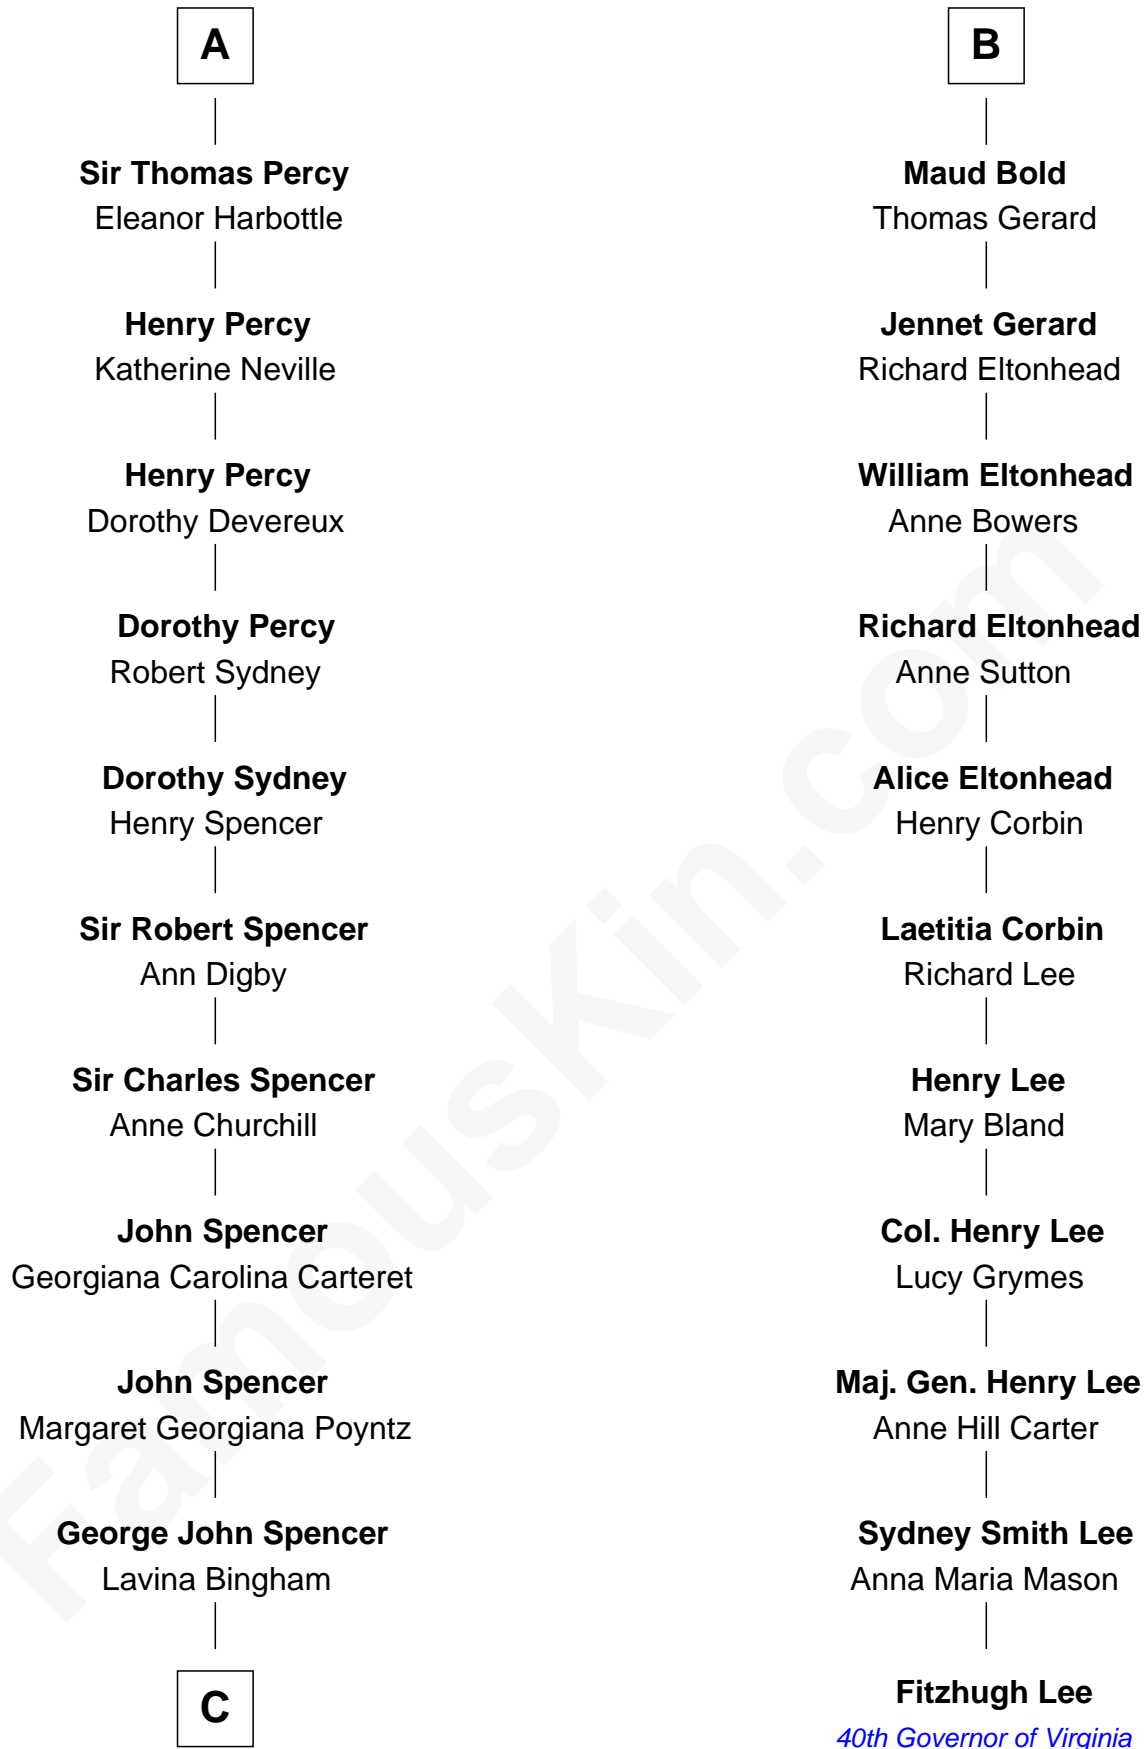 A
Sir Thomas Percy
Eleanor Harbottle
Henry Percy
Katherine Neville
Henry Percy
Dorothy Devereux
Dorothy Percy
Robert Sydney
Dorothy Sydney
Henry Spencer
Sir Robert Spencer
Ann Digby
Sir Charles Spencer
Anne Churchill
John Spencer
Georgiana Carolina Carteret
John Spencer
Margaret Georgiana Poyntz
George John Spencer
Lavina Bingham
C
B
Maud Bold
Thomas Gerard
Jennet Gerard
Richard Eltonhead
William Eltonhead
Anne Bowers
Richard Eltonhead
Anne Sutton
Alice Eltonhead
Henry Corbin
Laetitia Corbin
Richard Lee
Henry Lee
Mary Bland
Col. Henry Lee
Lucy Grymes
Maj. Gen. Henry Lee
Anne Hill Carter
Sydney Smith Lee
Anna Maria Mason
Fitzhugh Lee
40th Governor of Virginia
FamousKin.com